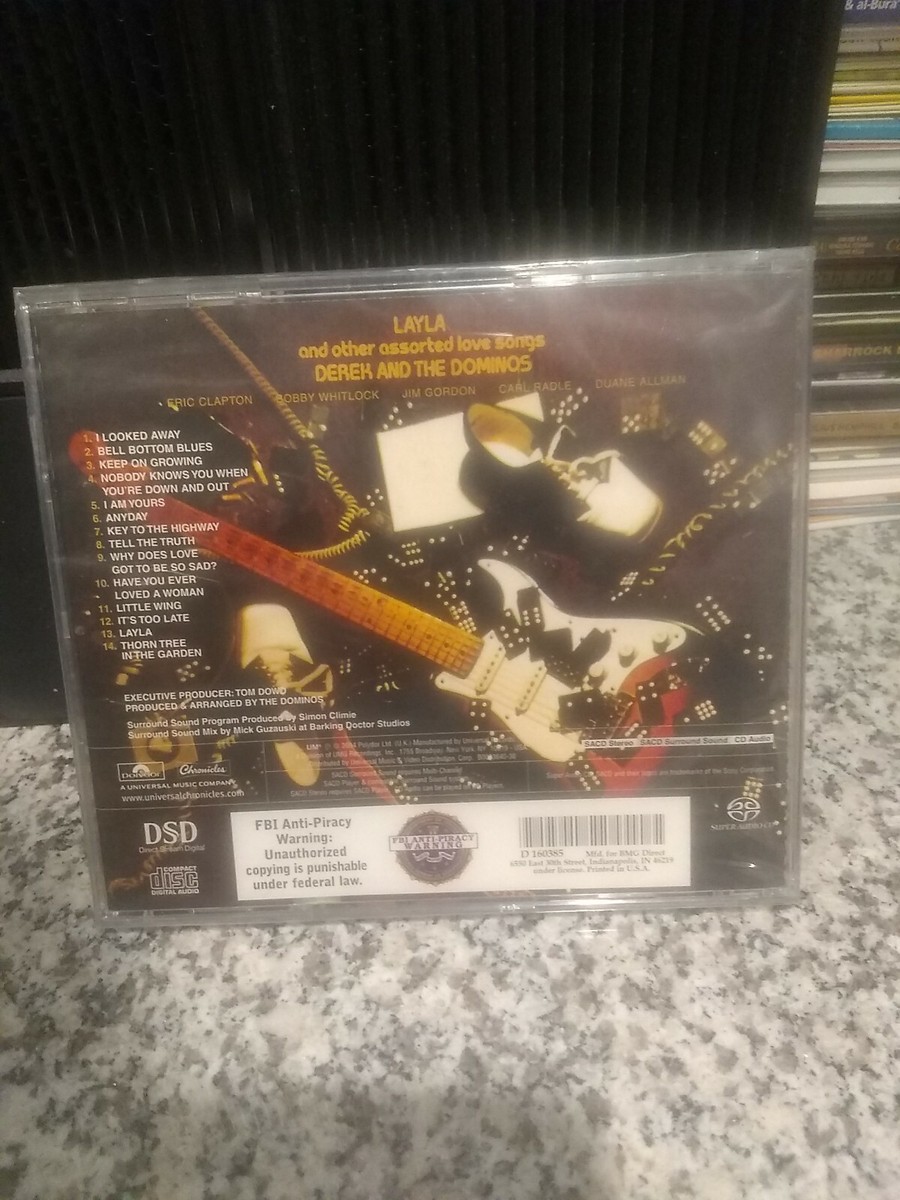 & al-Bura
LAYLA
and other assorted love songs
DEREK AND THE DOMINOS
ERIC CLAPTON BOBBY WHITLOCK JIM GORDON CARL RADLE DUANE ALLMAN
1. I LOOKED AWAY
2. BELL BOTTOM BLUES
3. KEEP ON GROWING
4. NOBODY KNOWS YOU WHEN
YOU'RE DOWN AND OUT
5. I AM YOURS
6. ANYDAY
7. KEY TO THE HIGHWAY
8. TELL THE TRUTH
9. WHY DOES LOVE
GOT TO BE SO SAD?
10. HAVE YOU EVER
LOVED A WOMAN
11. LITTLE WING
12. IT'S TOO LATE
13. LAYLA
14. THORN TREE
IN THE GARDEN
EXECUTIVE PRODUCER: TOM DOWD
PRODUCED & ARRANGED BY THE DOMINOS
Surround Sound Program Produced by Simon Climie
Surround Sound Mix by Mick Guzauski at Barking Doctor Studios
SACD Stereo SACD Surround Sound CD Audio
Chronicles
A UNIVERSAL MUSIC COMPANY
www.universalchronicles.com
DSD
Direct Stream Digital
COMPACT
disc
DIGITAL AUDIO
FBI Anti-Piracy
Warning:
Unauthorized
copying is punishable
under federal law.
FBI ANTI-PIRACY
WARNING
D 160385 Mfd. for BMG Direct
6550 East 30th Street, Indianapolis, IN 46219
under license. Printed in U.S.A.
SUPER AUDIO CD